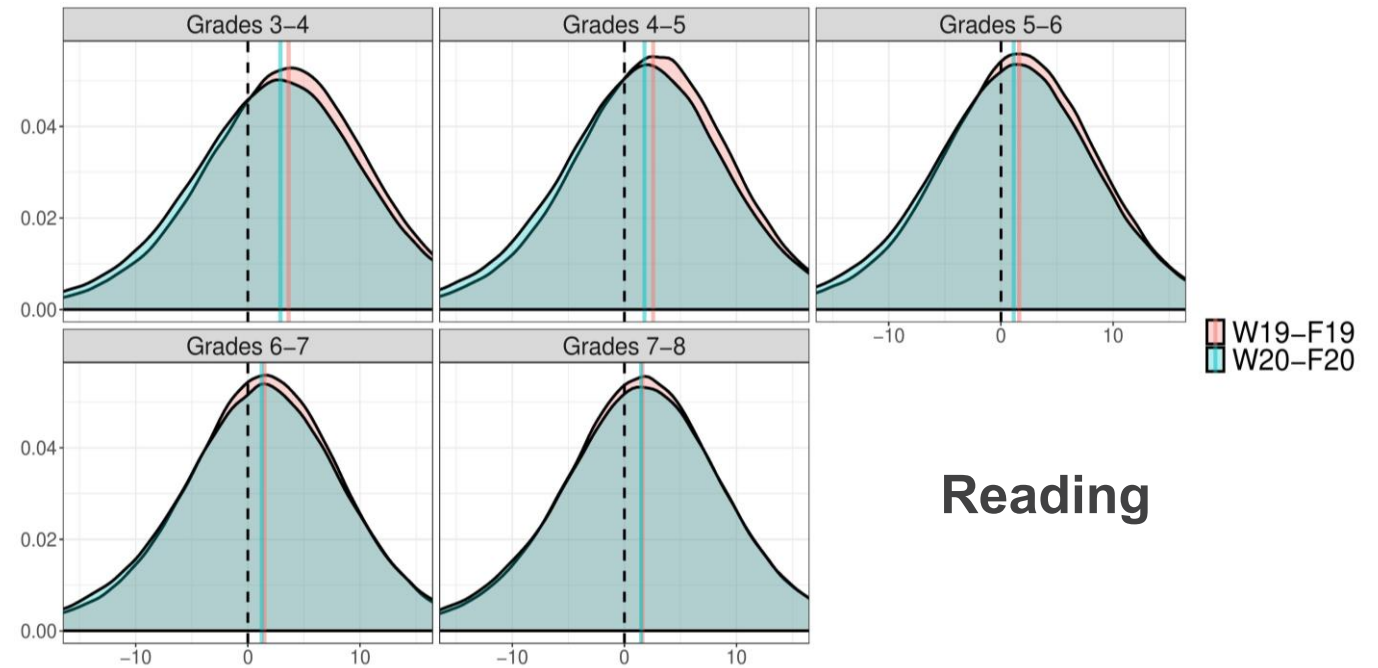 Grades 3–4
Grades 4–5
Grades 5–6
0.04
0.02
0.00
−10 0 10
Grades 6–7
Grades 7–8
0.04
0.02
0.00
−10 0 10
−10 0 10
W19−F19
W20−F20
Reading